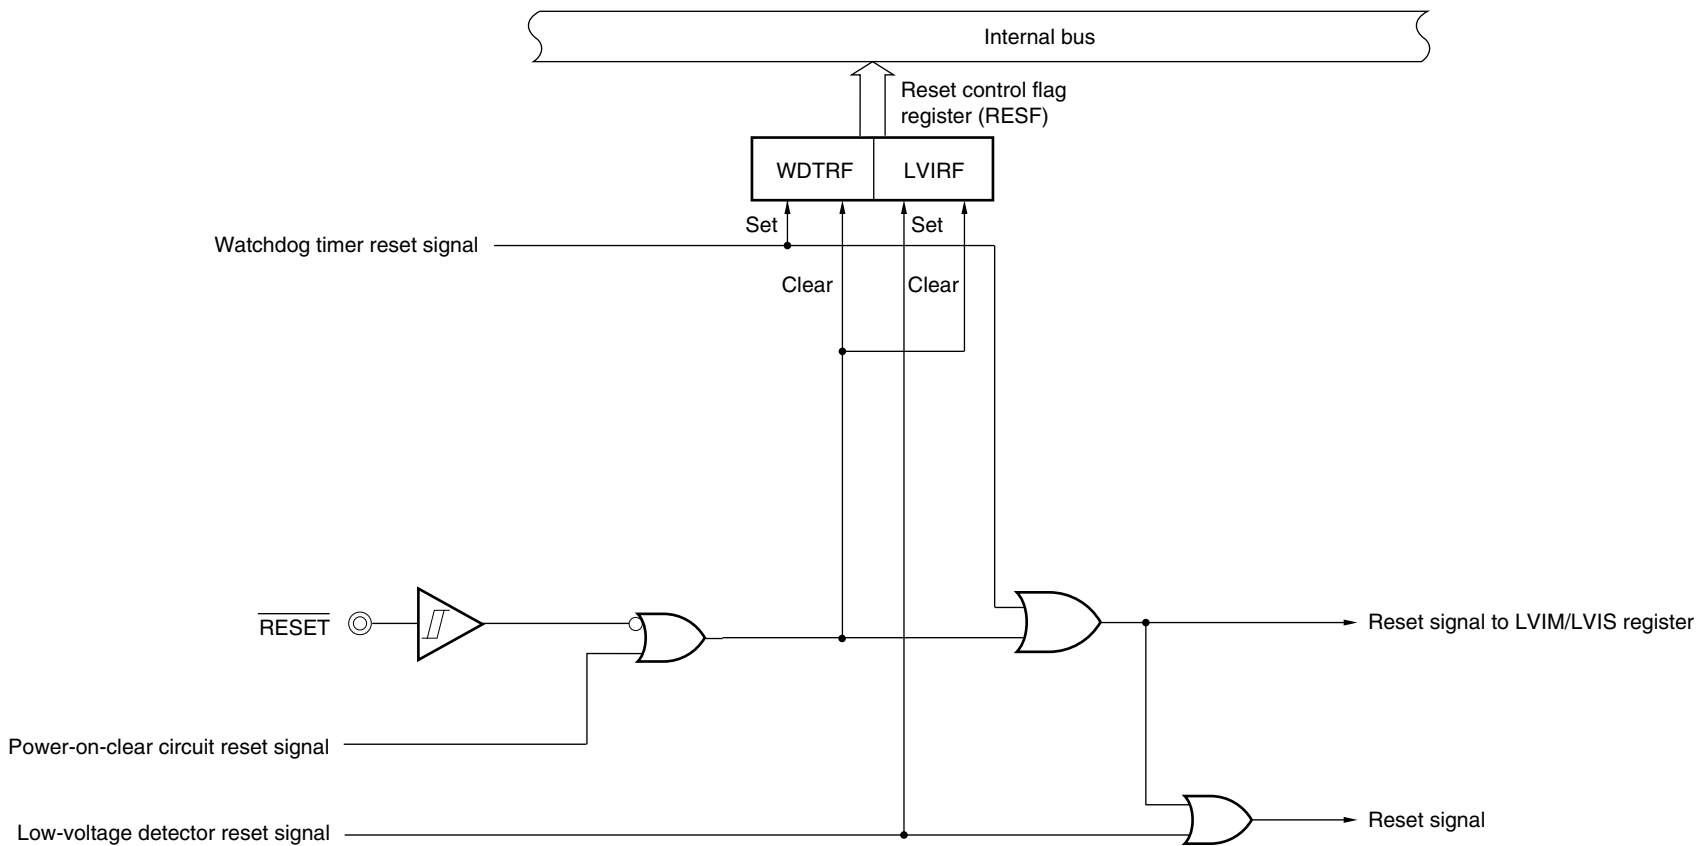 Internal bus
Reset control flag
register (RESF)
WDTRF
LVIRF
Set
Set
Watchdog timer reset signal
Clear
Clear
RESET
Reset signal to LVIM/LVIS register
Power-on-clear circuit reset signal
Low-voltage detector reset signal
Reset signal